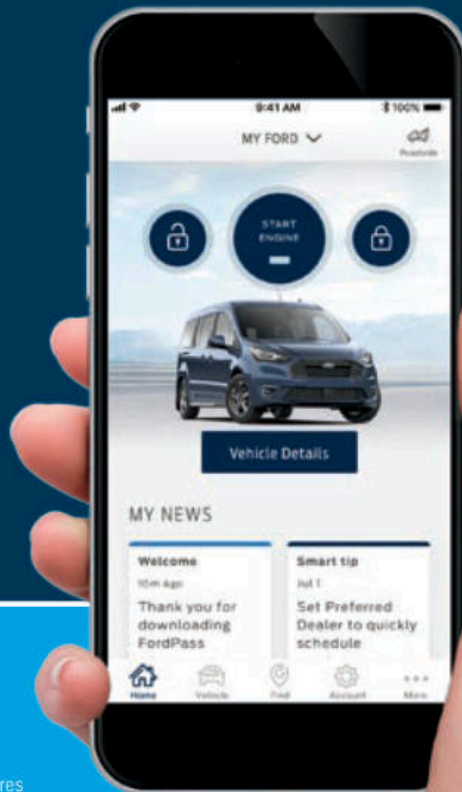 9:41 AM
100%
MY FORD
Roadside
START
ENGINE
Vehicle Details
MY NEWS
Welcome
10m Ago
Thank you for
downloading
FordPass
Smart tip
Jul 1
Set Preferred
Dealer to quickly
schedule
Home
Vehicle
Find
Account
More